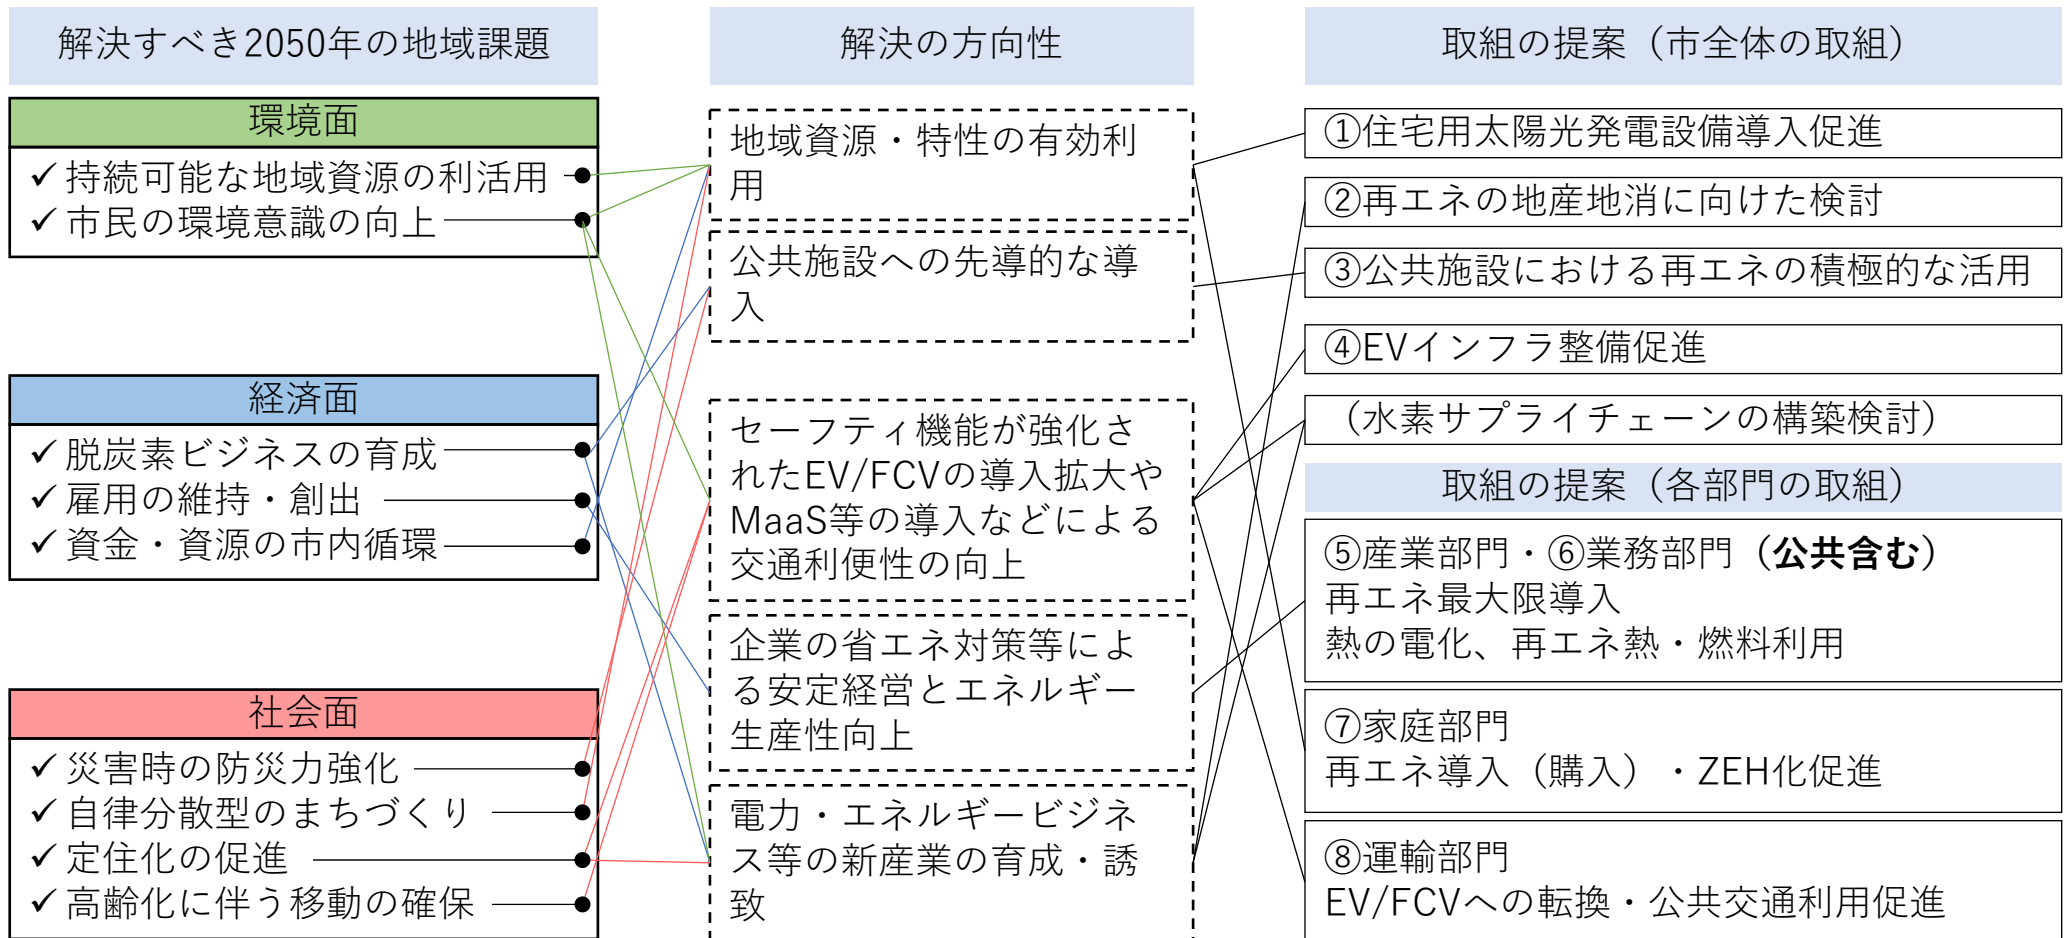 解決すべき2050年の地域課題
環境面
✓持続可能な地域資源の利活用
✓市民の環境意識の向上
経済面
✓脱炭素ビジネスの育成
✓雇用の維持・創出
✓資金・資源の市内循環
社会面
✓災害時の防災力強化
✓自律分散型のまちづくり
✓定住化の促進
✓高齢化に伴う移動の確保
解決の方向性
地域資源・特性の有効利
用
公共施設への先導的な導
入
セーフティ機能が強化さ
れたEV/FCVの導入拡大や
MaaS等の導入などによる
交通利便性の向上
企業の省エネ対策等によ
る安定経営とエネルギー
生産性向上
電力・エネルギービジネ
ス等の新産業の育成・誘
致
取組の提案（市全体の取組）
①住宅用太陽光発電設備導入促進
②再エネの地産地消に向けた検討
③公共施設における再エネの積極的な活用
④EVインフラ整備促進
（水素サプライチェーンの構築検討）
取組の提案（各部門の取組）
⑤産業部門・⑥業務部門（公共含む）
再エネ最大限導入
熱の電化、再エネ熱・燃料利用
⑦家庭部門
再エネ導入（購入）・ZEH化促進
⑧運輸部門
EV/FCVへの転換・公共交通利用促進